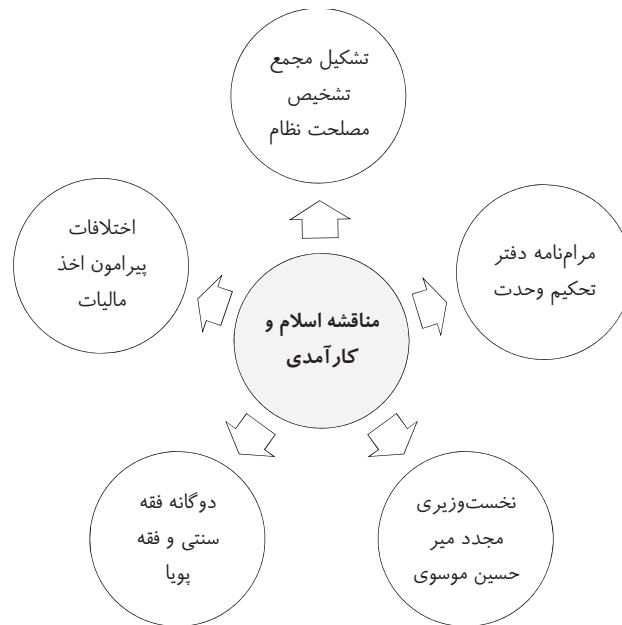 تشکیل مجمع
تشخیص
مصلحت نظام
مرام‌نامه دفتر
تحکیم وحدت
اختلافات
پیرامون اخذ
مالیات
مناقشه اسلام و
کارآمدی
نخست‌وزیری
مجدد میر
حسین موسوی
دوگانه فقه
سنتی و فقه
پویا